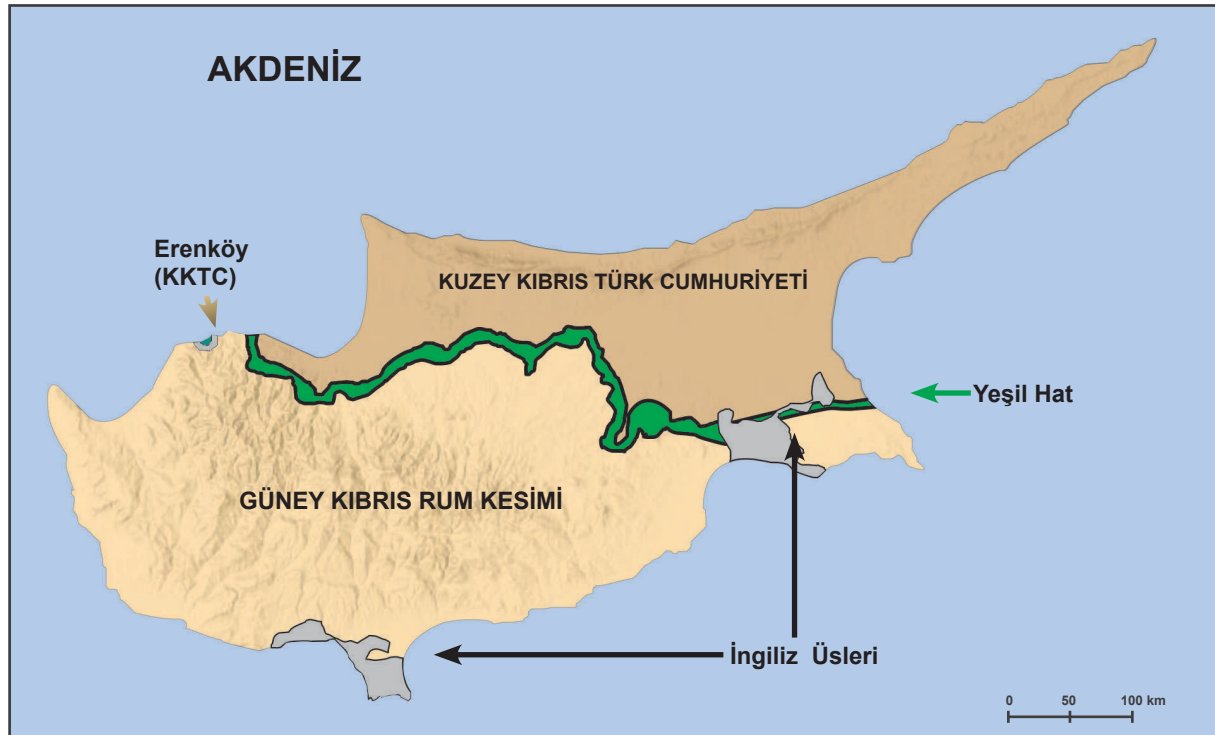 AKDENİZ
Erenköy
(KKTC)
KUZEY KIBRIS TÜRK CUMHURİYETİ
Yeşil Hat
GÜNEY KIBRIS RUM KESİMİ
İngiliz Üsleri
0 50 100 km